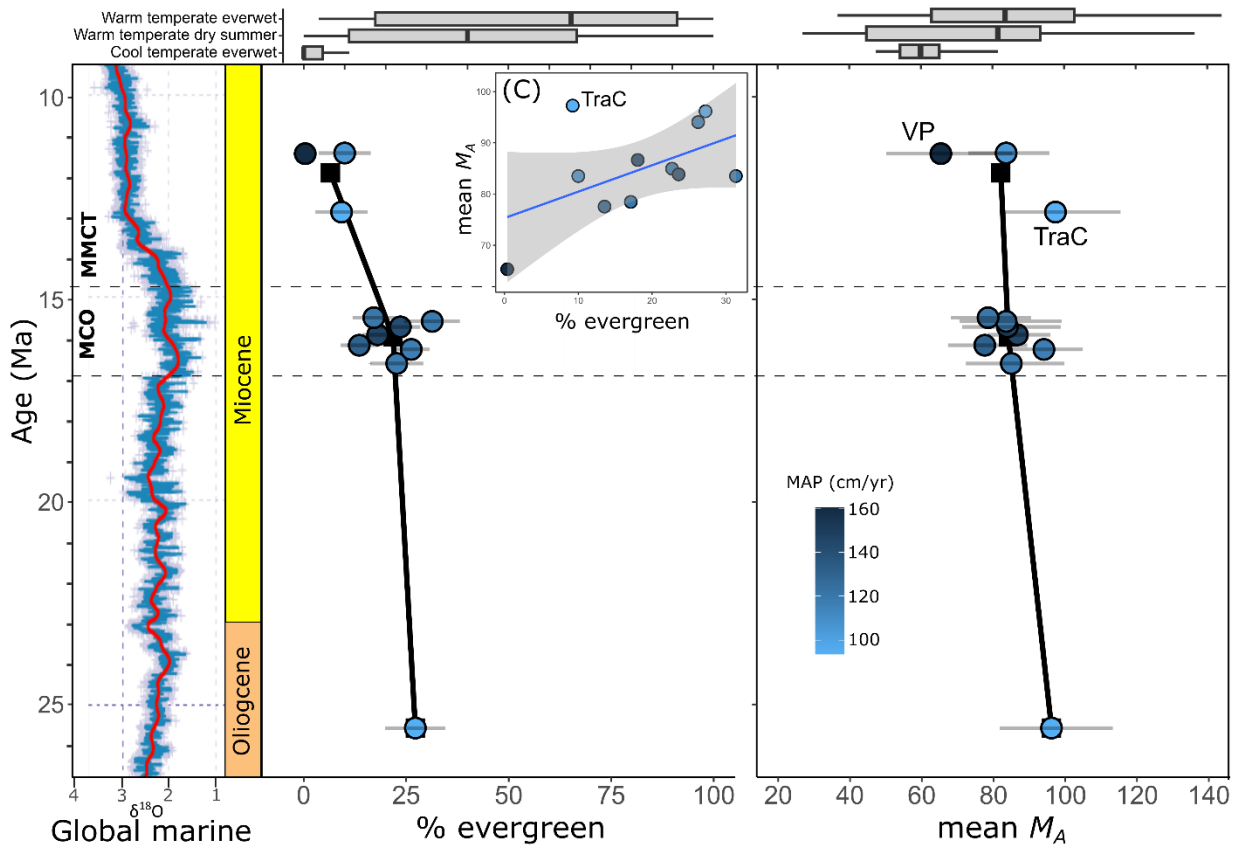 Warm temperate everwet
Warm temperate dry summer
Cool temperate everwet
10
15
20
25
Age (Ma)
MMCT
MCO
Miocene
Oliogcene
4 3 2 1
δ¹⁸O
Global marine
(C)
TraC
100
90
80
70
mean M_A
0 10 20 30
% evergreen
0 25 50 75 100
% evergreen
VP
TraC
MAP (cm/yr)
160
140
120
100
20 40 60 80 100 120 140
mean M_A